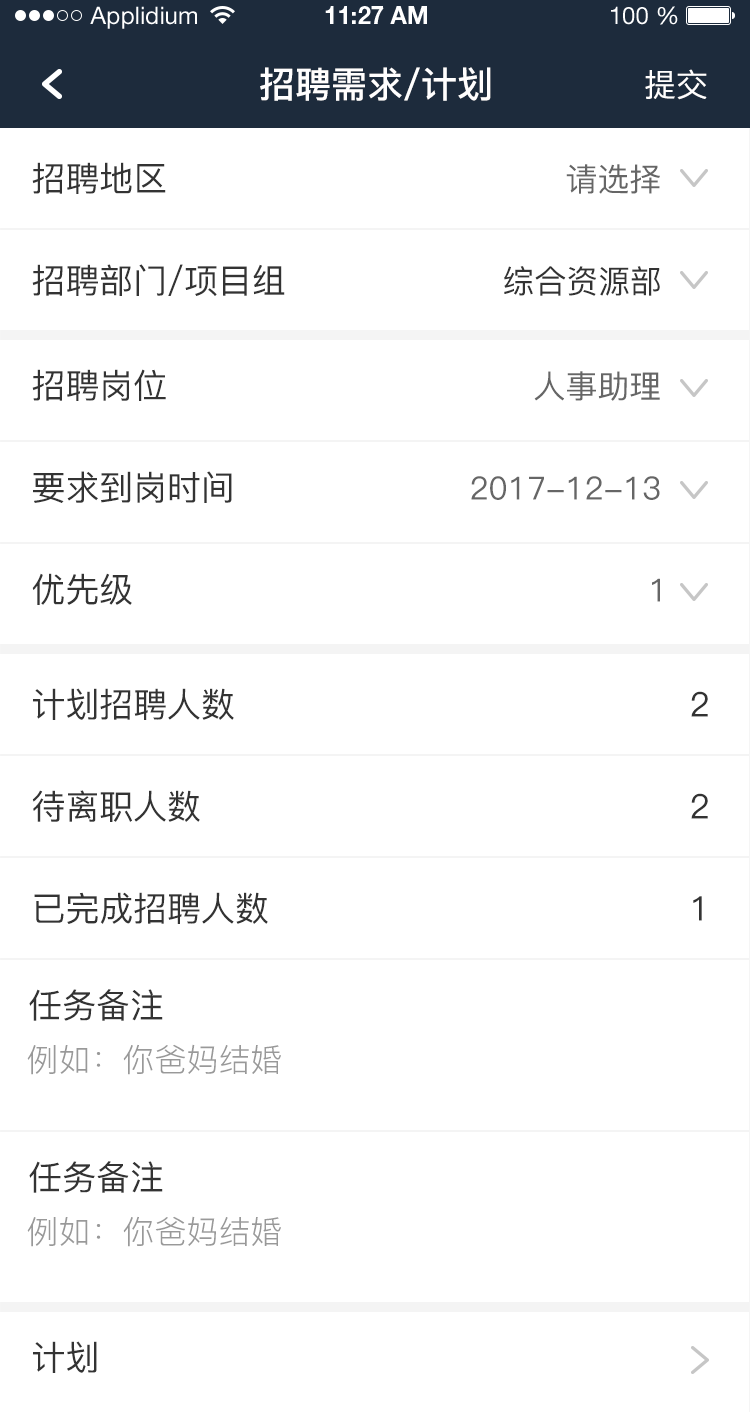 Applidium 11:27 AM 100 %
招聘需求/计划 提交
招聘地区 请选择
招聘部门/项目组 综合资源部
招聘岗位 人事助理
要求到岗时间 2017-12-13
优先级 1
计划招聘人数 2
待离职人数 2
已完成招聘人数 1
任务备注
例如：你爸妈结婚
任务备注
例如：你爸妈结婚
计划